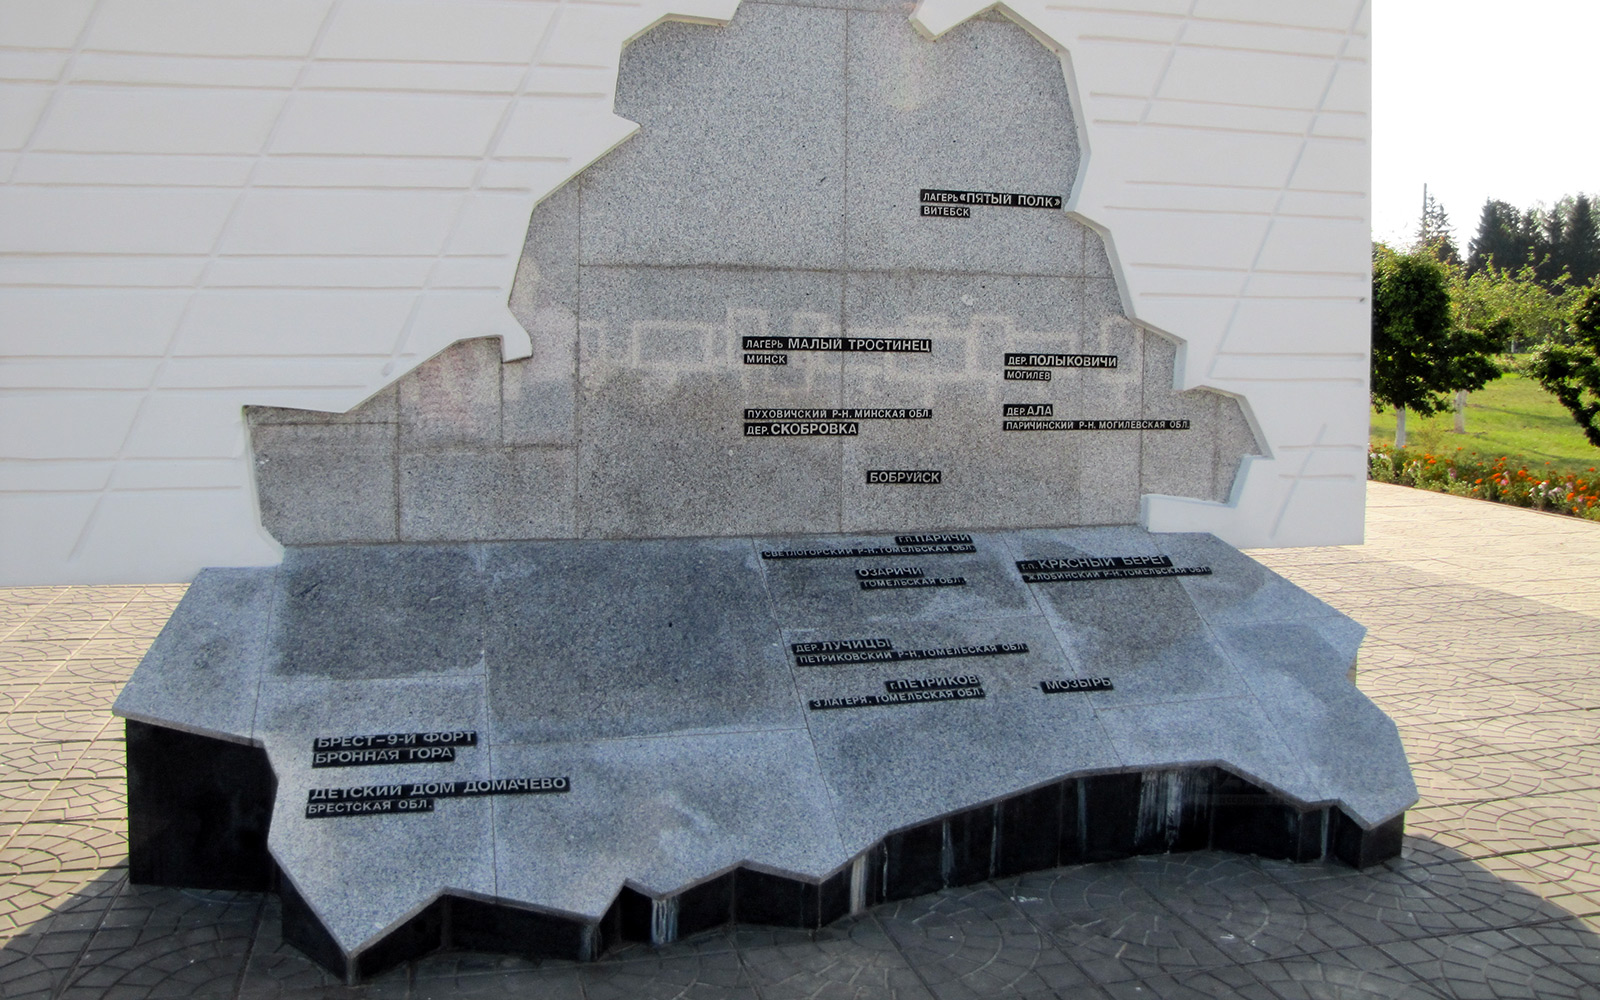 ЛАГЕРЬ «ПЯТЫЙ ПОЛК»
ВИТЕБСК
ЛАГЕРЬ МАЛЫЙ ТРОСТИНЕЦ
МИНСК
ДЕР. ПОЛЫКОВИЧИ
МОГИЛЕВ
ПУХОВИЧСКИЙ Р-Н. МИНСКАЯ ОБЛ.
ДЕР. СКОБРОВКА
ДЕР. АЛА
ПАРИЧИНСКИЙ Р-Н. МОГИЛЕВСКАЯ ОБЛ.
БОБРУЙСК
Г.П. ПАРИЧИ
СВЕТЛОГОРСКИЙ Р-Н. ГОМЕЛЬСКАЯ ОБЛ.
ОЗАРИЧИ
ГОМЕЛЬСКАЯ ОБЛ.
Г.П. КРАСНЫЙ БЕРЕГ
ЖЛОБИНСКИЙ Р-Н. ГОМЕЛЬСКАЯ ОБЛ.
ДЕР. ЛУЧИЦЫ
ПЕТРИКОВСКИЙ Р-Н. ГОМЕЛЬСКАЯ ОБЛ.
Г. ПЕТРИКОВ
3 ЛАГЕРЯ. ГОМЕЛЬСКАЯ ОБЛ.
МОЗЫРЬ
БРЕСТ-9-Й ФОРТ
БРОННАЯ ГОРА
ДЕТСКИЙ ДОМ ДОМАЧЕВО
БРЕСТСКАЯ ОБЛ.